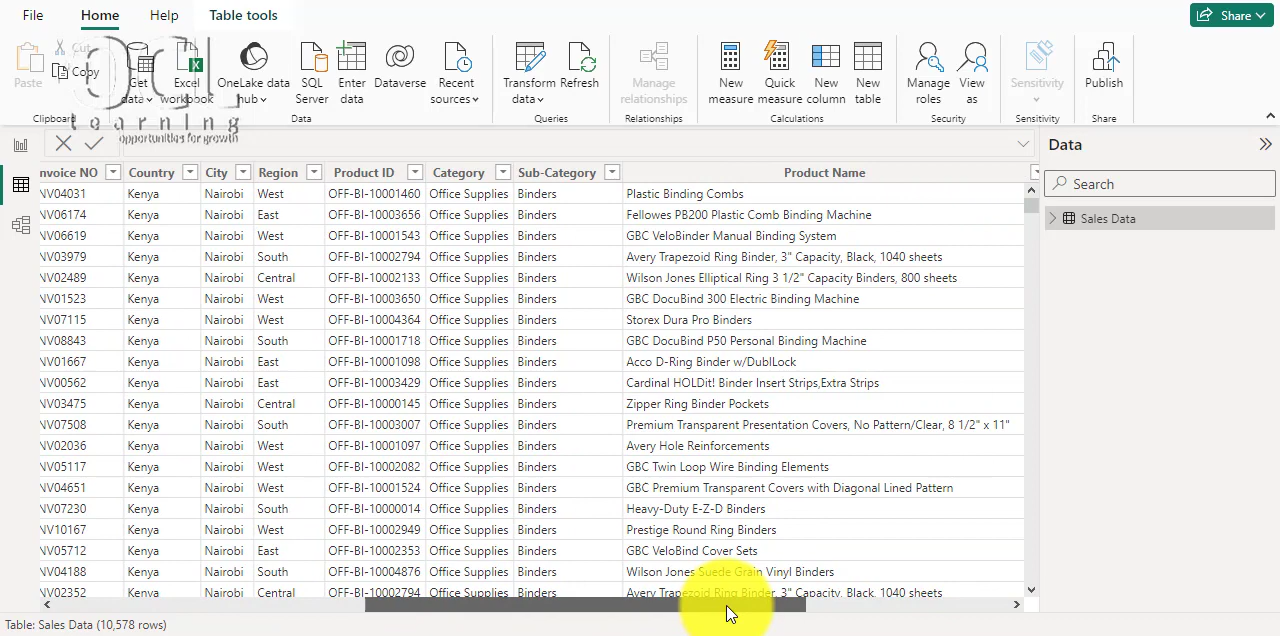 File Home Help Table tools Share
Paste Cut Copy Get data Excel workbook OneLake data hub SQL Server Enter data Dataverse Recent sources Transform data Refresh Manage relationships New measure Quick measure New column New table Manage roles View as Sensitivity Publish
Clipboard Data Queries Relationships Calculations Security Sensitivity Share
learning
opportunities for growth
Data
Search
Sales Data
nvoice NO Country City Region Product ID Category Sub-Category Product Name
NV04031 Kenya Nairobi West OFF-BI-10001460 Office Supplies Binders Plastic Binding Combs
NV06174 Kenya Nairobi East OFF-BI-10003656 Office Supplies Binders Fellowes PB200 Plastic Comb Binding Machine
NV06619 Kenya Nairobi West OFF-BI-10001543 Office Supplies Binders GBC VeloBinder Manual Binding System
NV03979 Kenya Nairobi South OFF-BI-10002794 Office Supplies Binders Avery Trapezoid Ring Binder, 3" Capacity, Black, 1040 sheets
NV02489 Kenya Nairobi Central OFF-BI-10002133 Office Supplies Binders Wilson Jones Elliptical Ring 3 1/2" Capacity Binders, 800 sheets
NV01523 Kenya Nairobi West OFF-BI-10003650 Office Supplies Binders GBC DocuBind 300 Electric Binding Machine
NV07115 Kenya Nairobi West OFF-BI-10004364 Office Supplies Binders Storex Dura Pro Binders
NV08843 Kenya Nairobi South OFF-BI-10001718 Office Supplies Binders GBC DocuBind P50 Personal Binding Machine
NV01667 Kenya Nairobi East OFF-BI-10001098 Office Supplies Binders Acco D-Ring Binder w/DublLock
NV00562 Kenya Nairobi East OFF-BI-10003429 Office Supplies Binders Cardinal HOLDit! Binder Insert Strips,Extra Strips
NV03475 Kenya Nairobi Central OFF-BI-10000145 Office Supplies Binders Zipper Ring Binder Pockets
NV07508 Kenya Nairobi South OFF-BI-10003007 Office Supplies Binders Premium Transparent Presentation Covers, No Pattern/Clear, 8 1/2" x 11"
NV02036 Kenya Nairobi West OFF-BI-10001097 Office Supplies Binders Avery Hole Reinforcements
NV05117 Kenya Nairobi West OFF-BI-10002082 Office Supplies Binders GBC Twin Loop Wire Binding Elements
NV04651 Kenya Nairobi West OFF-BI-10001524 Office Supplies Binders GBC Premium Transparent Covers with Diagonal Lined Pattern
NV07230 Kenya Nairobi South OFF-BI-10000014 Office Supplies Binders Heavy-Duty E-Z-D Binders
NV10167 Kenya Nairobi West OFF-BI-10002949 Office Supplies Binders Prestige Round Ring Binders
NV05712 Kenya Nairobi East OFF-BI-10002353 Office Supplies Binders GBC VeloBind Cover Sets
NV04188 Kenya Nairobi South OFF-BI-10004876 Office Supplies Binders Wilson Jones Suede Grain Vinyl Binders
NV02352 Kenya Nairobi Central OFF-BI-10002794 Office Supplies Binders Avery Trapezoid Ring Binder, 3" Capacity, Black, 1040 sheets
Table: Sales Data (10,578 rows)